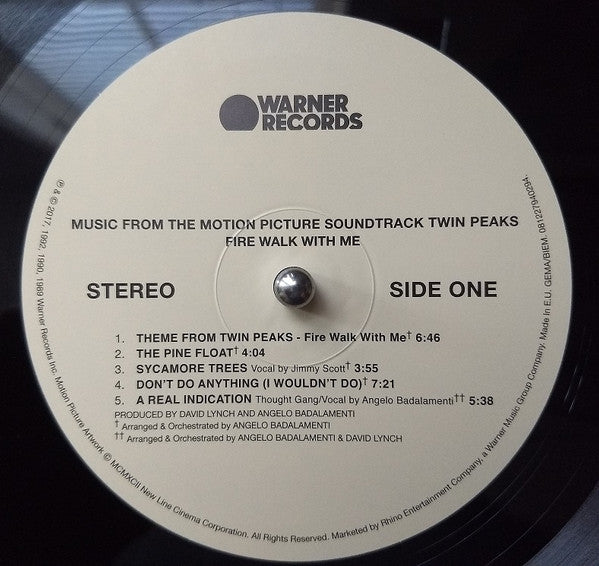 WARNER
RECORDS
MUSIC FROM THE MOTION PICTURE SOUNDTRACK TWIN PEAKS
FIRE WALK WITH ME
STEREO
SIDE ONE
1. THEME FROM TWIN PEAKS - Fire Walk With Me† 6:46
2. THE PINE FLOAT† 4:04
3. SYCAMORE TREES Vocal by Jimmy Scott† 3:55
4. DON'T DO ANYTHING (I WOULDN'T DO)† 7:21
5. A REAL INDICATION Thought Gang/Vocal by Angelo Badalamenti†† 5:38
PRODUCED BY DAVID LYNCH AND ANGELO BADALAMENTI
† Arranged & Orchestrated by ANGELO BADALAMENTI
†† Arranged & Orchestrated by ANGELO BADALAMENTI & DAVID LYNCH
℗ & © 2017, 1992, 1990, 1989 Warner Records Inc. Motion Picture Artwork © MCMXCII New Line Cinema Corporation. All Rights Reserved. Marketed by Rhino Entertainment Company, a Warner Music Group Company. Made in E.U. GEMA/BIEM. 081227940294.